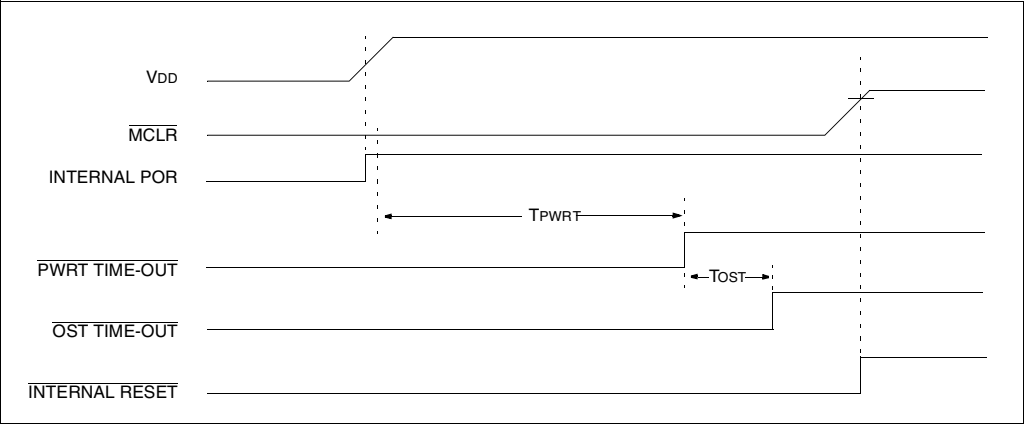 VDD
MCLR
INTERNAL POR
TPWRT
PWRT TIME-OUT
TOST
OST TIME-OUT
INTERNAL RESET